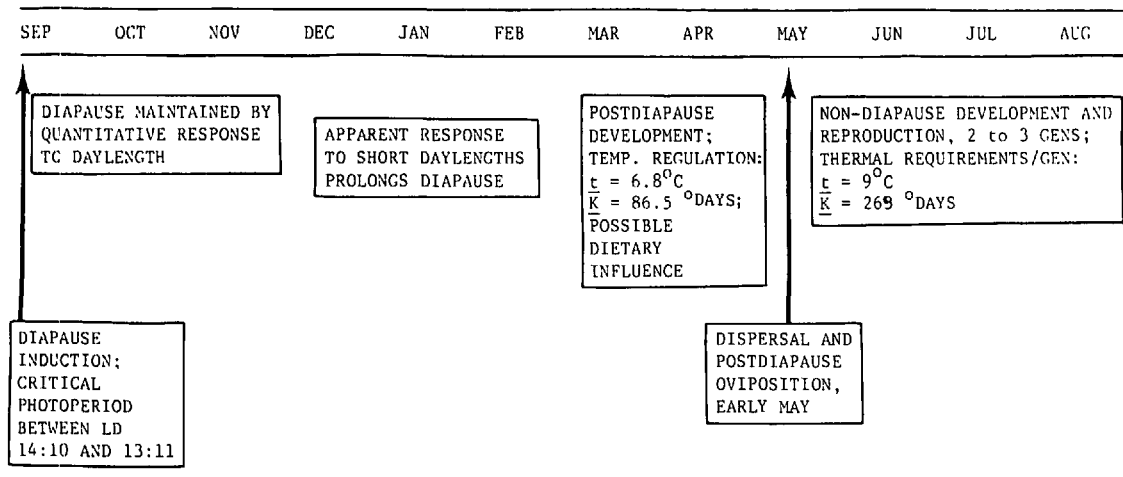 SEP OCT NOV DEC JAN FEB MAR APR MAY JUN JUL AUG
DIAPAUSE MAINTAINED BY
QUANTITATIVE RESPONSE
TO DAYLENGTH
APPARENT RESPONSE
TO SHORT DAYLENGTHS
PROLONGS DIAPAUSE
POSTDIAPAUSE
DEVELOPMENT;
TEMP. REGULATION:
t = 6.8°C
K = 86.5 °DAYS;
POSSIBLE
DIETARY
INFLUENCE
NON-DIAPAUSE DEVELOPMENT AND
REPRODUCTION, 2 to 3 GENS;
THERMAL REQUIREMENTS/GEN:
t = 9°C
K = 269 °DAYS
DIAPAUSE
INDUCTION;
CRITICAL
PHOTOPERIOD
BETWEEN LD
14:10 AND 13:11
DISPERSAL AND
POSTDIAPAUSE
OVIPOSITION,
EARLY MAY